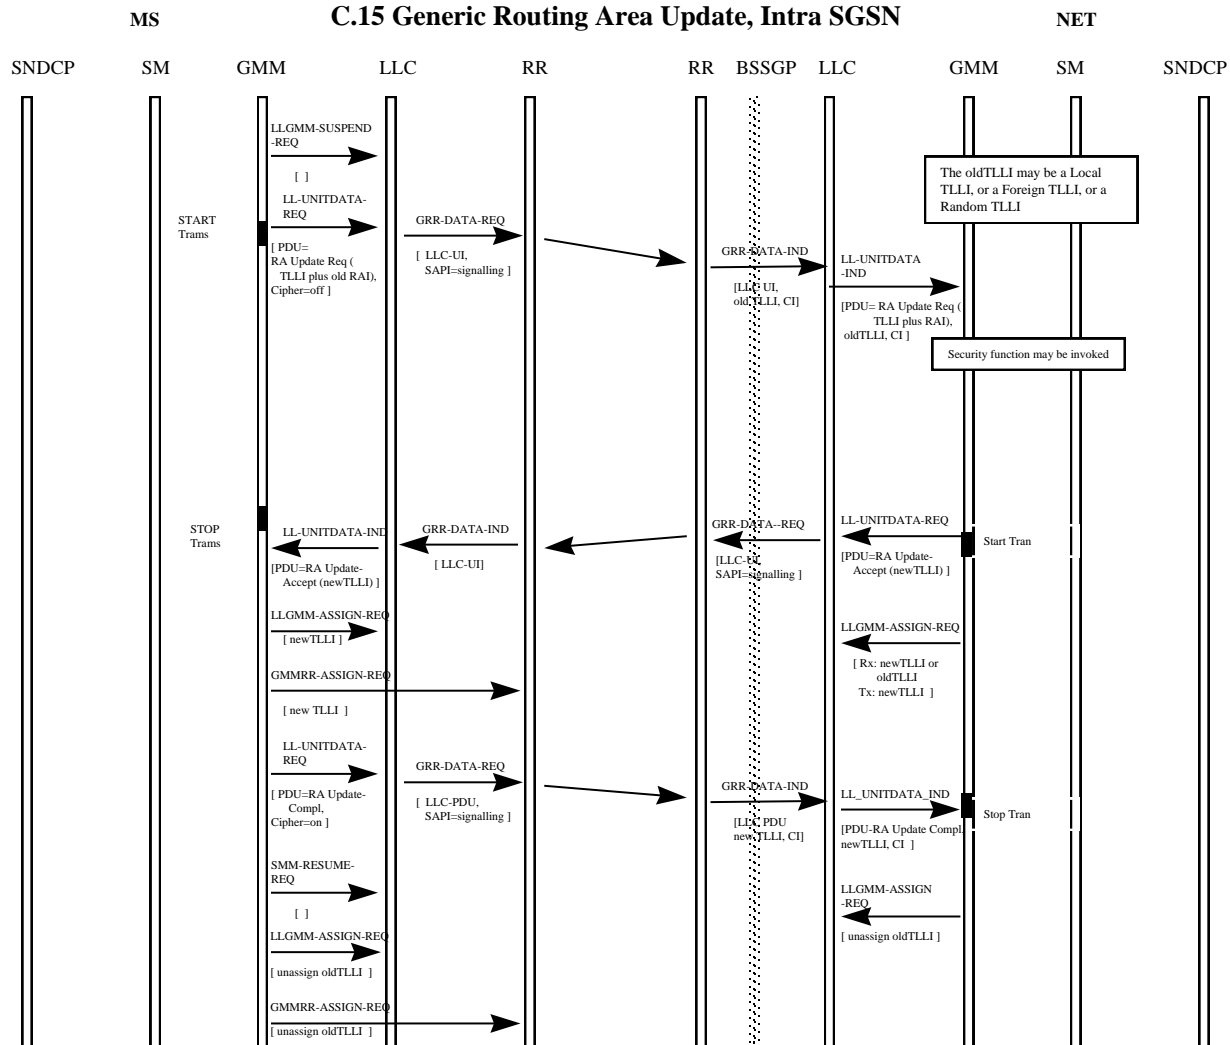 C.15 Generic Routing Area Update, Intra SGSN
MS
NET
SNDCP SM GMM LLC RR RR BSSGP LLC GMM SM SNDCP
LLGMM-SUSPEND
-REQ
[ ]
LL-UNITDATA-
REQ
START
Trams
[ PDU=
RA Update Req (
TLLI plus old RAI),
Cipher=off ]
GRR-DATA-REQ
[ LLC-UI,
SAPI=signalling ]
GRR-DATA-IND
[LLC UI,
old TLLI, CI]
LL-UNITDATA
-IND
[PDU= RA Update Req (
TLLI plus RAI),
oldTLLI, CI ]
The oldTLLI may be a Local
TLLI, or a Foreign TLLI, or a
Random TLLI
Security function may be invoked
STOP
Trams
LL-UNITDATA-IND
[PDU=RA Update-
Accept (newTLLI) ]
GRR-DATA-IND
[ LLC-UI]
GRR-DATA--REQ
[LLC-UI,
SAPI=signalling ]
LL-UNITDATA-REQ
[PDU=RA Update-
Accept (newTLLI) ]
Start Tran
LLGMM-ASSIGN-REQ
[ newTLLI ]
LLGMM-ASSIGN-REQ
[ Rx: newTLLI or
oldTLLI
Tx: newTLLI ]
GMMRR-ASSIGN-REQ
[ new TLLI ]
LL-UNITDATA-
REQ
[ PDU=RA Update-
Compl,
Cipher=on ]
GRR-DATA-REQ
[ LLC-PDU,
SAPI=signalling ]
GRR-DATA-IND
[LLC PDU
new TLLI, CI]
LL_UNITDATA_IND
[PDU-RA Update Compl,
newTLLI, CI ]
Stop Tran
SMM-RESUME-
REQ
[ ]
LLGMM-ASSIGN
-REQ
[ unassign oldTLLI ]
LLGMM-ASSIGN-REQ
[ unassign oldTLLI ]
GMMRR-ASSIGN-REQ
[ unassign oldTLLI ]